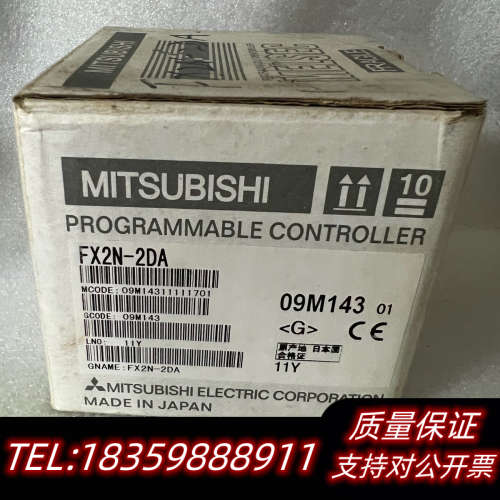 MITSUBISHI
10
PROGRAMMABLE CONTROLLER
FX2N-2DA
MCODE: 09M14311111701
GCODE: 09M143
LNO: 11Y
GNAME: FX2N-2DA
09M143 01
<G> CE
原产地 日本国
合格证
11Y
MITSUBISHI ELECTRIC CORPORATION
MADE IN JAPAN
TEL:18359888911
质量保证
支持对公开票